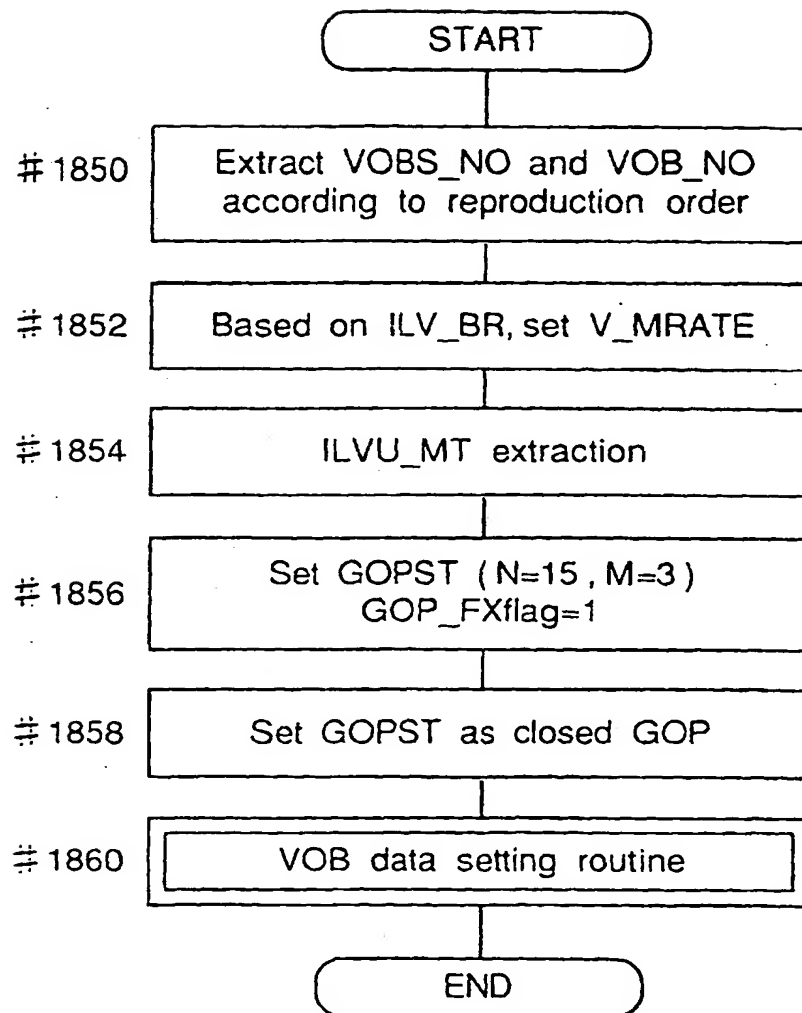 START
# 1850
Extract VOBS_NO and VOB_NO
according to reproduction order
# 1852
Based on ILV_BR, set V_MRATE
# 1854
ILVU_MT extraction
# 1856
Set GOPST ( N=15 , M=3 )
GOP_FXflag=1
# 1858
Set GOPST as closed GOP
# 1860
VOB data setting routine
END